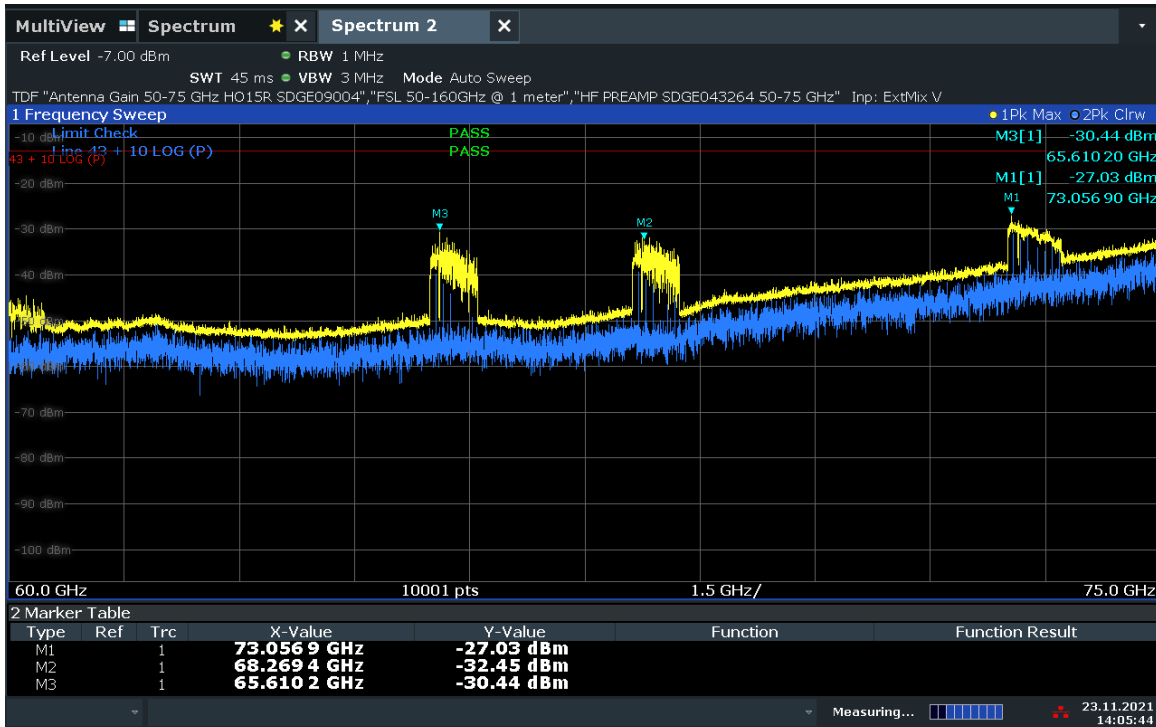 MultiView Spectrum X Spectrum 2 X
Ref Level -7.00 dBm RBW 1 MHz
SWT 45 ms VBW 3 MHz Mode Auto Sweep
TDF "Antenna Gain 50-75 GHz HO15R SDGE09004","FSL 50-160GHz @ 1 meter","HF PREAMP SDGE043264 50-75 GHz" Inp: ExtMix V
1 Frequency Sweep 1Pk Max 2Pk Clrw
-10 dBm Limit Check PASS M3[1] -30.44 dBm
Line 43 + 10 LOG (P) PASS
43 + 10 LOG (P) 65.610 20 GHz
-20 dBm M1[1] -27.03 dBm
M1 73.056 90 GHz
M3
M2
-30 dBm
-40 dBm
-70 dBm
-80 dBm
-90 dBm
-100 dBm
60.0 GHz 10001 pts 1.5 GHz/ 75.0 GHz
2 Marker Table
Type Ref Trc X-Value Y-Value Function Function Result
M1 1 73.056 9 GHz -27.03 dBm
M2 1 68.269 4 GHz -32.45 dBm
M3 1 65.610 2 GHz -30.44 dBm
Measuring... 23.11.2021
14:05:44